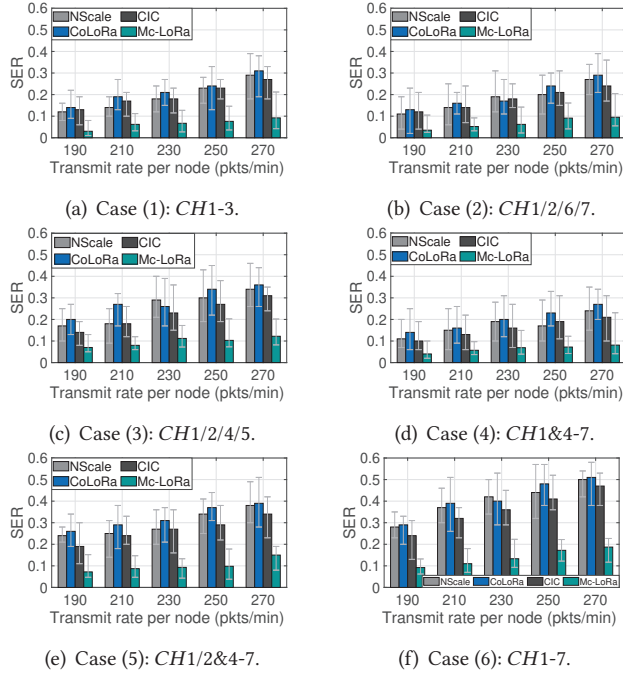 0.6
0.5
0.4
0.3
0.2
0.1
0
SER
NScale
CoLoRa
CIC
Mc-LoRa
190 210 230 250 270
Transmit rate per node (pkts/min)
(a) Case (1): CH1-3.
0.6
0.5
0.4
0.3
0.2
0.1
0
SER
NScale
CoLoRa
CIC
Mc-LoRa
190 210 230 250 270
Transmit rate per node (pkts/min)
(b) Case (2): CH1/2/6/7.
0.6
0.5
0.4
0.3
0.2
0.1
0
SER
NScale
CoLoRa
CIC
Mc-LoRa
190 210 230 250 270
Transmit rate per node (pkts/min)
(c) Case (3): CH1/2/4/5.
0.6
0.5
0.4
0.3
0.2
0.1
0
SER
NScale
CoLoRa
CIC
Mc-LoRa
190 210 230 250 270
Transmit rate per node (pkts/min)
(d) Case (4): CH1&4-7.
0.6
0.5
0.4
0.3
0.2
0.1
0
SER
NScale
CoLoRa
CIC
Mc-LoRa
190 210 230 250 270
Transmit rate per node (pkts/min)
(e) Case (5): CH1/2&4-7.
0.6
0.5
0.4
0.3
0.2
0.1
0
SER
NScale CoLoRa CIC Mc-LoRa
190 210 230 250 270
Transmit rate per node (pkts/min)
(f) Case (6): CH1-7.